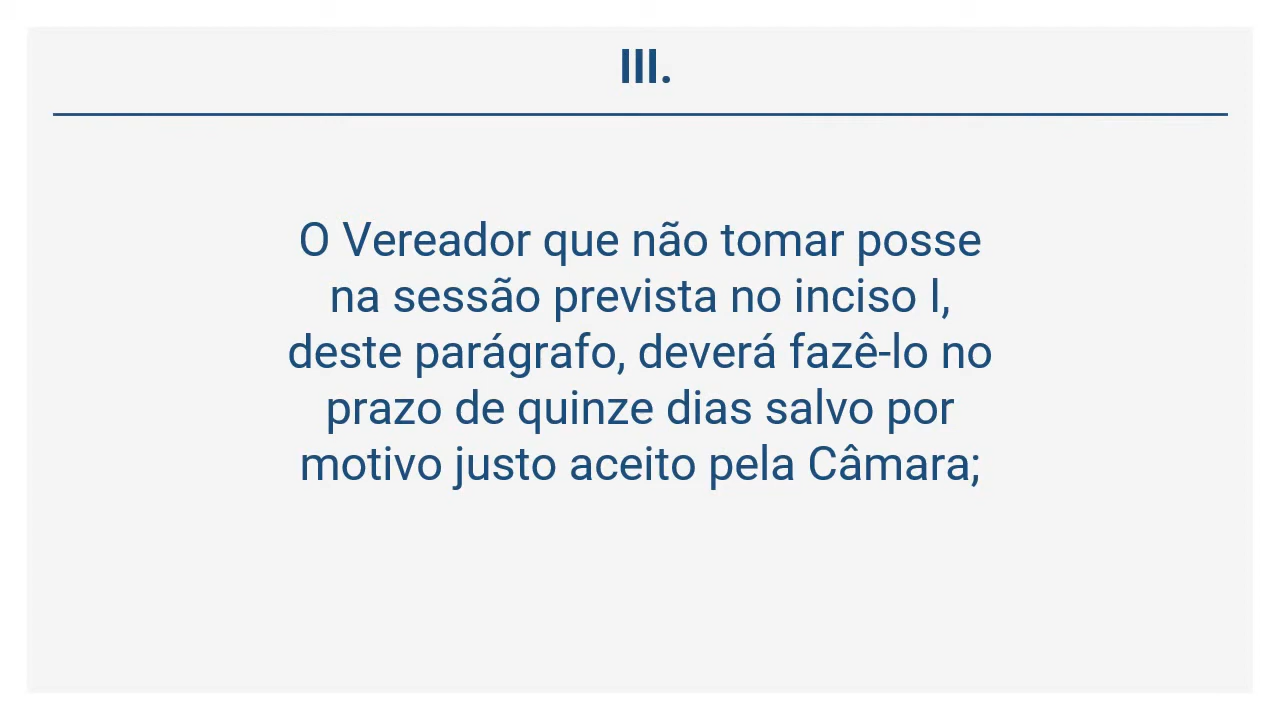 III.
O Vereador que não tomar posse
na sessão prevista no inciso I,
deste parágrafo, deverá fazê-lo no
prazo de quinze dias salvo por
motivo justo aceito pela Câmara;